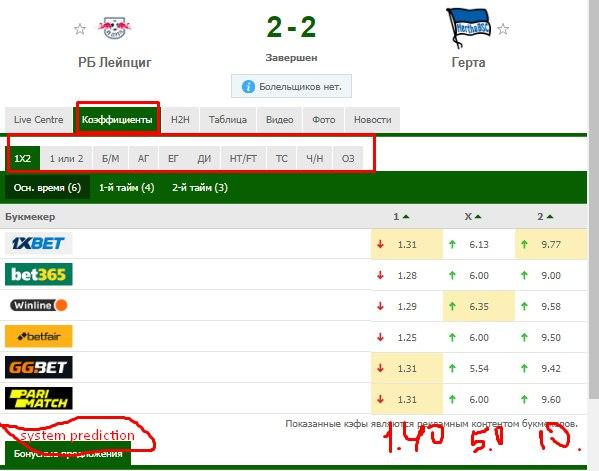 2-2
РБ Лейпциг Завершен Герта
Болельщиков нет.
Live Centre Коэффициенты H2H Таблица Видео Фото Новости
1X2 1 или 2 Б/М АГ ЕГ ДИ HT/FT ТС Ч/Н ОЗ
Осн. время (6) 1-й тайм (4) 2-й тайм (3)
Букмекер 1 X 2
1XBET 1.31 6.13 9.77
bet365 1.28 6.00 9.00
Winline 1.29 6.35 9.58
betfair 1.25 6.00 9.50
GG.BET 1.31 5.54 9.42
PARIMATCH 1.31 6.00 9.60
Показанные кэфы являются рекламным контентом букмекеров.
system prediction 1.40 5.0
Бонусные предложения